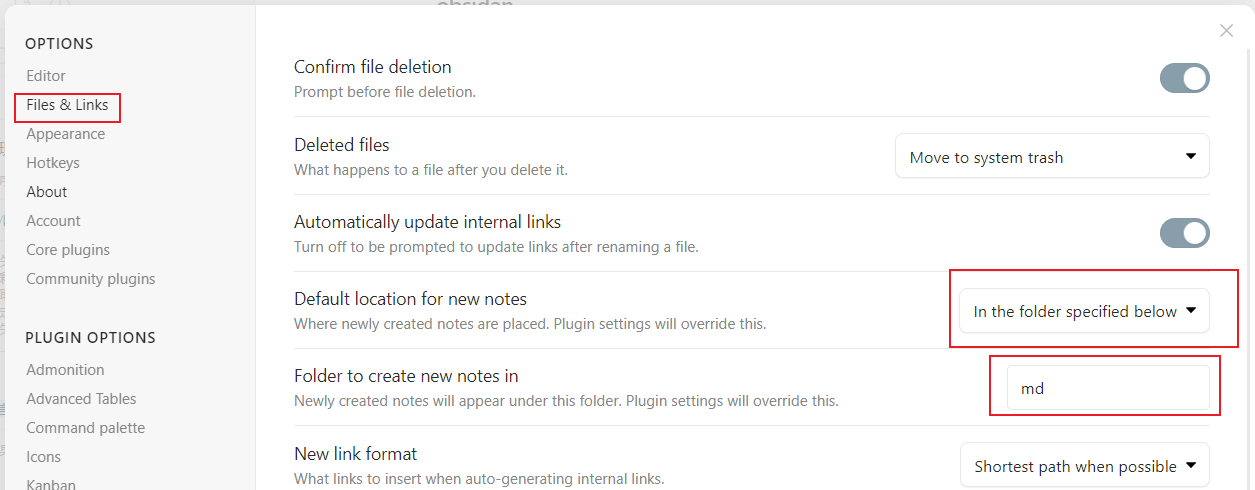 OPTIONS
Editor
Files & Links
Appearance
Hotkeys
About
Account
Core plugins
Community plugins
PLUGIN OPTIONS
Admonition
Advanced Tables
Command palette
Icons
Kanban
Confirm file deletion
Prompt before file deletion.
Deleted files
What happens to a file after you delete it.
Move to system trash
Automatically update internal links
Turn off to be prompted to update links after renaming a file.
Default location for new notes
Where newly created notes are placed. Plugin settings will override this.
In the folder specified below
Folder to create new notes in
Newly created notes will appear under this folder. Plugin settings will override this.
md
New link format
What links to insert when auto-generating internal links.
Shortest path when possible